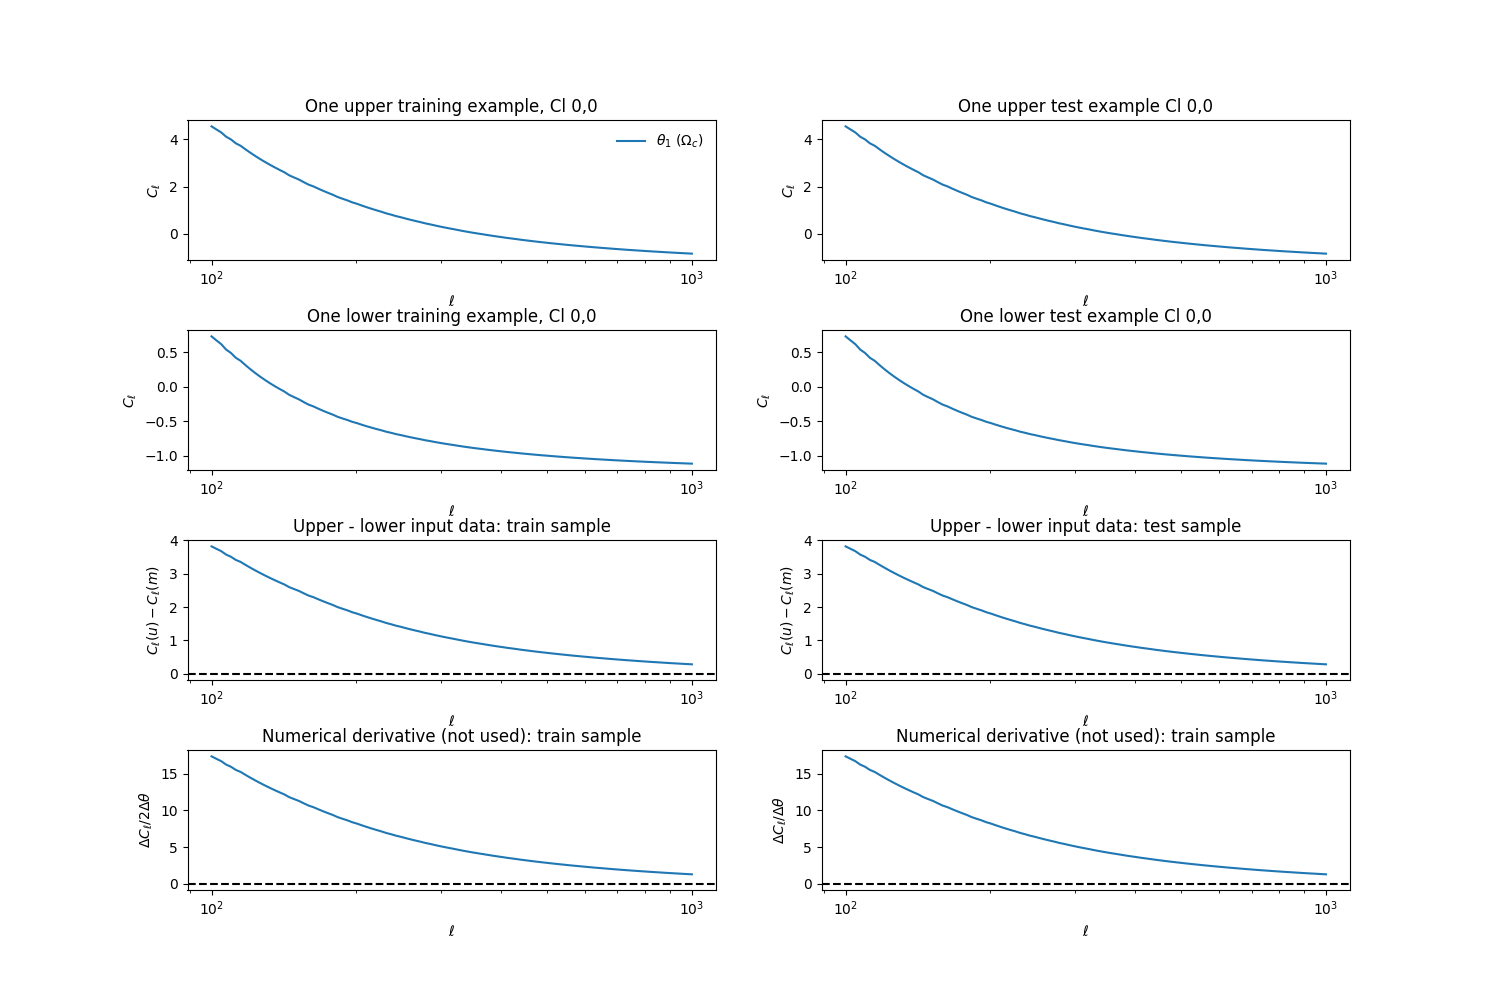 One upper training example, Cl 0,0
4
2
0
C_ℓ
θ₁ (Ω_c)
10² 10³
ℓ
One upper test example Cl 0,0
4
2
0
C_ℓ
10² 10³
ℓ
One lower training example, Cl 0,0
0.5
0.0
−0.5
−1.0
C_ℓ
10² 10³
ℓ
One lower test example Cl 0,0
0.5
0.0
−0.5
−1.0
C_ℓ
10² 10³
ℓ
Upper - lower input data: train sample
4
3
2
1
0
C_ℓ(u) − C_ℓ(m)
10² 10³
ℓ
Upper - lower input data: test sample
4
3
2
1
0
C_ℓ(u) − C_ℓ(m)
10² 10³
ℓ
Numerical derivative (not used): train sample
15
10
5
0
ΔC_ℓ/2Δθ
10² 10³
ℓ
Numerical derivative (not used): train sample
15
10
5
0
ΔC_ℓ/Δθ
10² 10³
ℓ